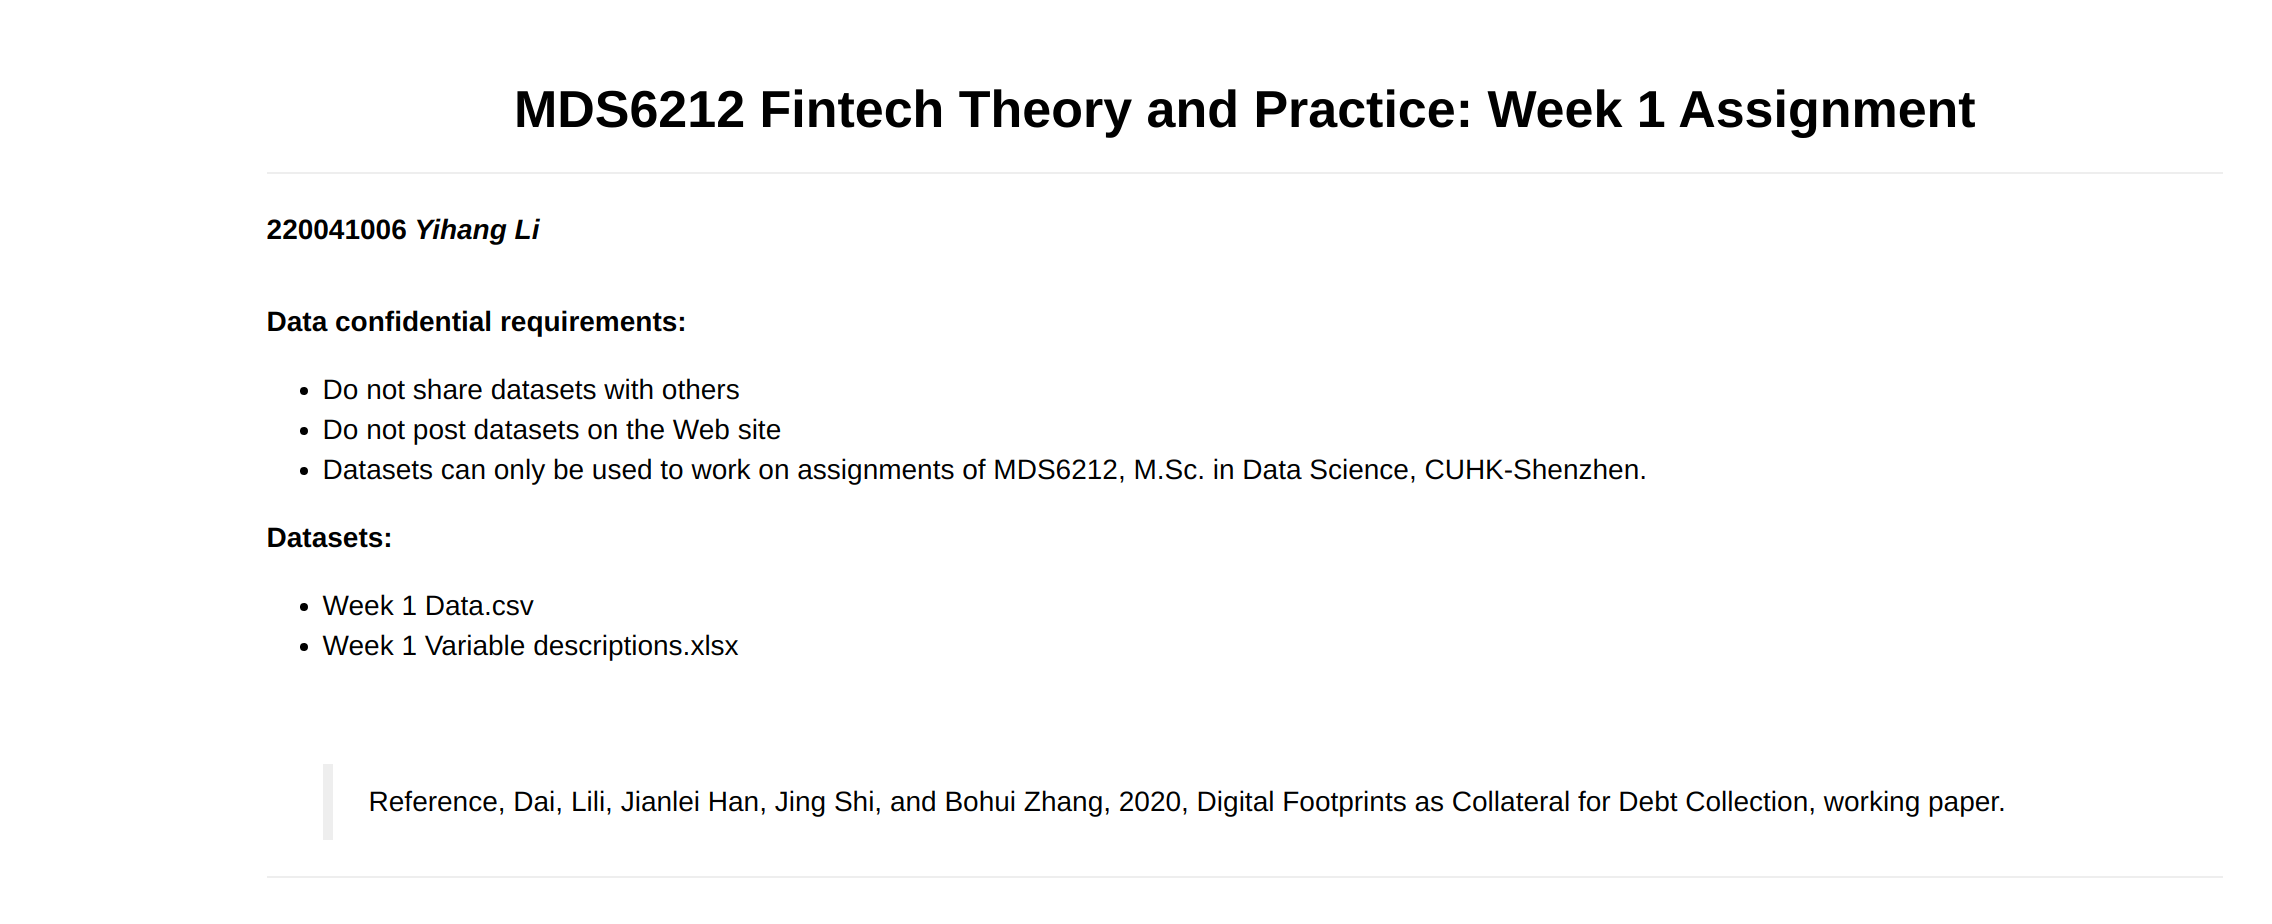 MDS6212 Fintech Theory and Practice: Week 1 Assignment
220041006 Yihang Li
Data confidential requirements:
• Do not share datasets with others
• Do not post datasets on the Web site
• Datasets can only be used to work on assignments of MDS6212, M.Sc. in Data Science, CUHK-Shenzhen.
Datasets:
• Week 1 Data.csv
• Week 1 Variable descriptions.xlsx
Reference, Dai, Lili, Jianlei Han, Jing Shi, and Bohui Zhang, 2020, Digital Footprints as Collateral for Debt Collection, working paper.